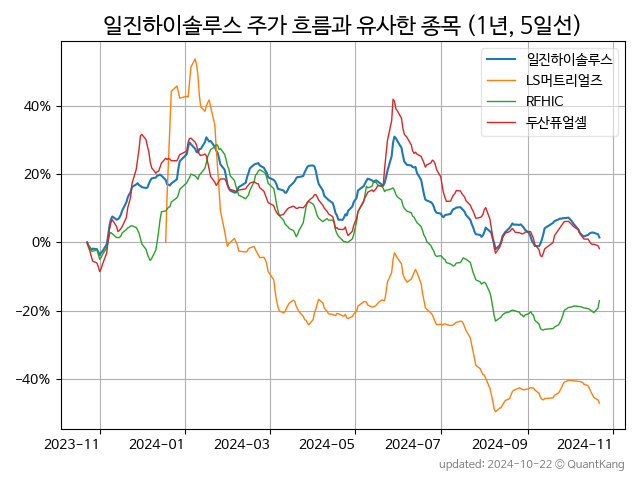 일진하이솔루스 주가 흐름과 유사한 종목 (1년, 5일선)
일진하이솔루스
LS머트리얼즈
RFHIC
두산퓨얼셀
40%
20%
0%
−20%
−40%
2023-11 2024-01 2024-03 2024-05 2024-07 2024-09 2024-11
updated: 2024-10-22 © QuantKang